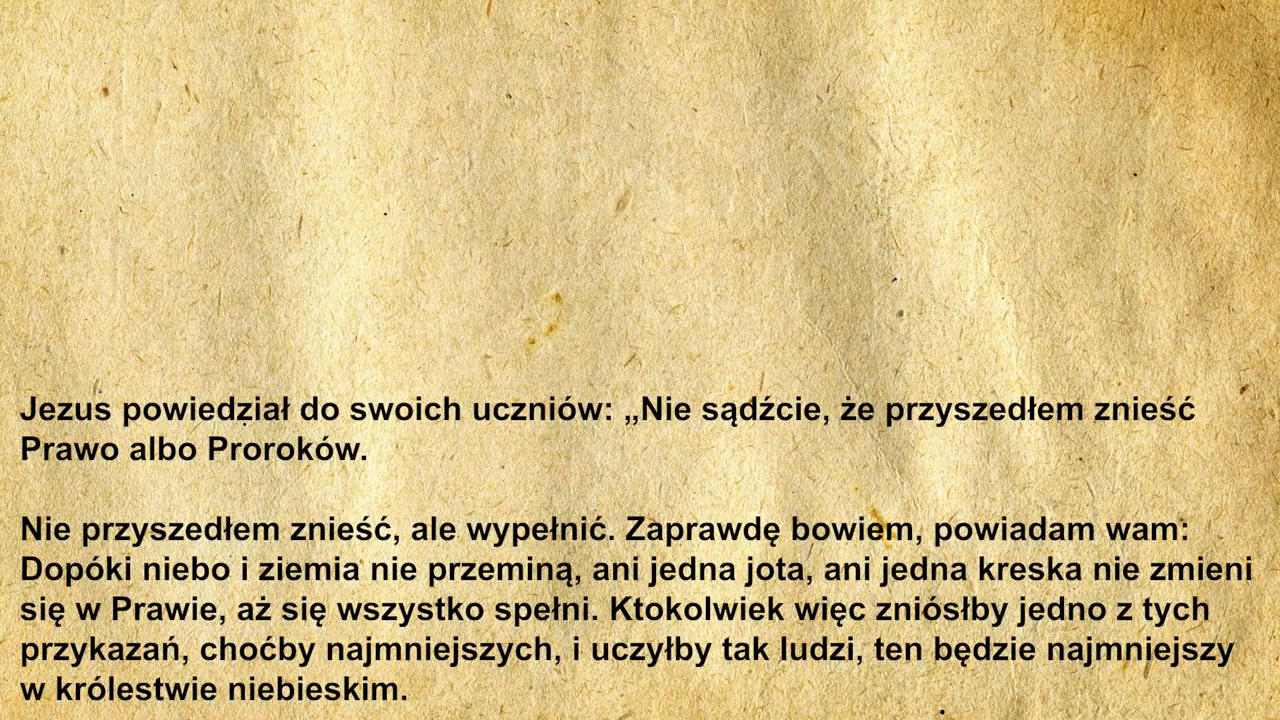 Jezus powiedział do swoich uczniów: „Nie sądźcie, że przyszedłem znieść
Prawo albo Proroków.
Nie przyszedłem znieść, ale wypełnić. Zaprawdę bowiem, powiadam wam:
Dopóki niebo i ziemia nie przeminą, ani jedna jota, ani jedna kreska nie zmieni
się w Prawie, aż się wszystko spełni. Ktokolwiek więc zniósłby jedno z tych
przykazań, choćby najmniejszych, i uczyłby tak ludzi, ten będzie najmniejszy
w królestwie niebieskim.